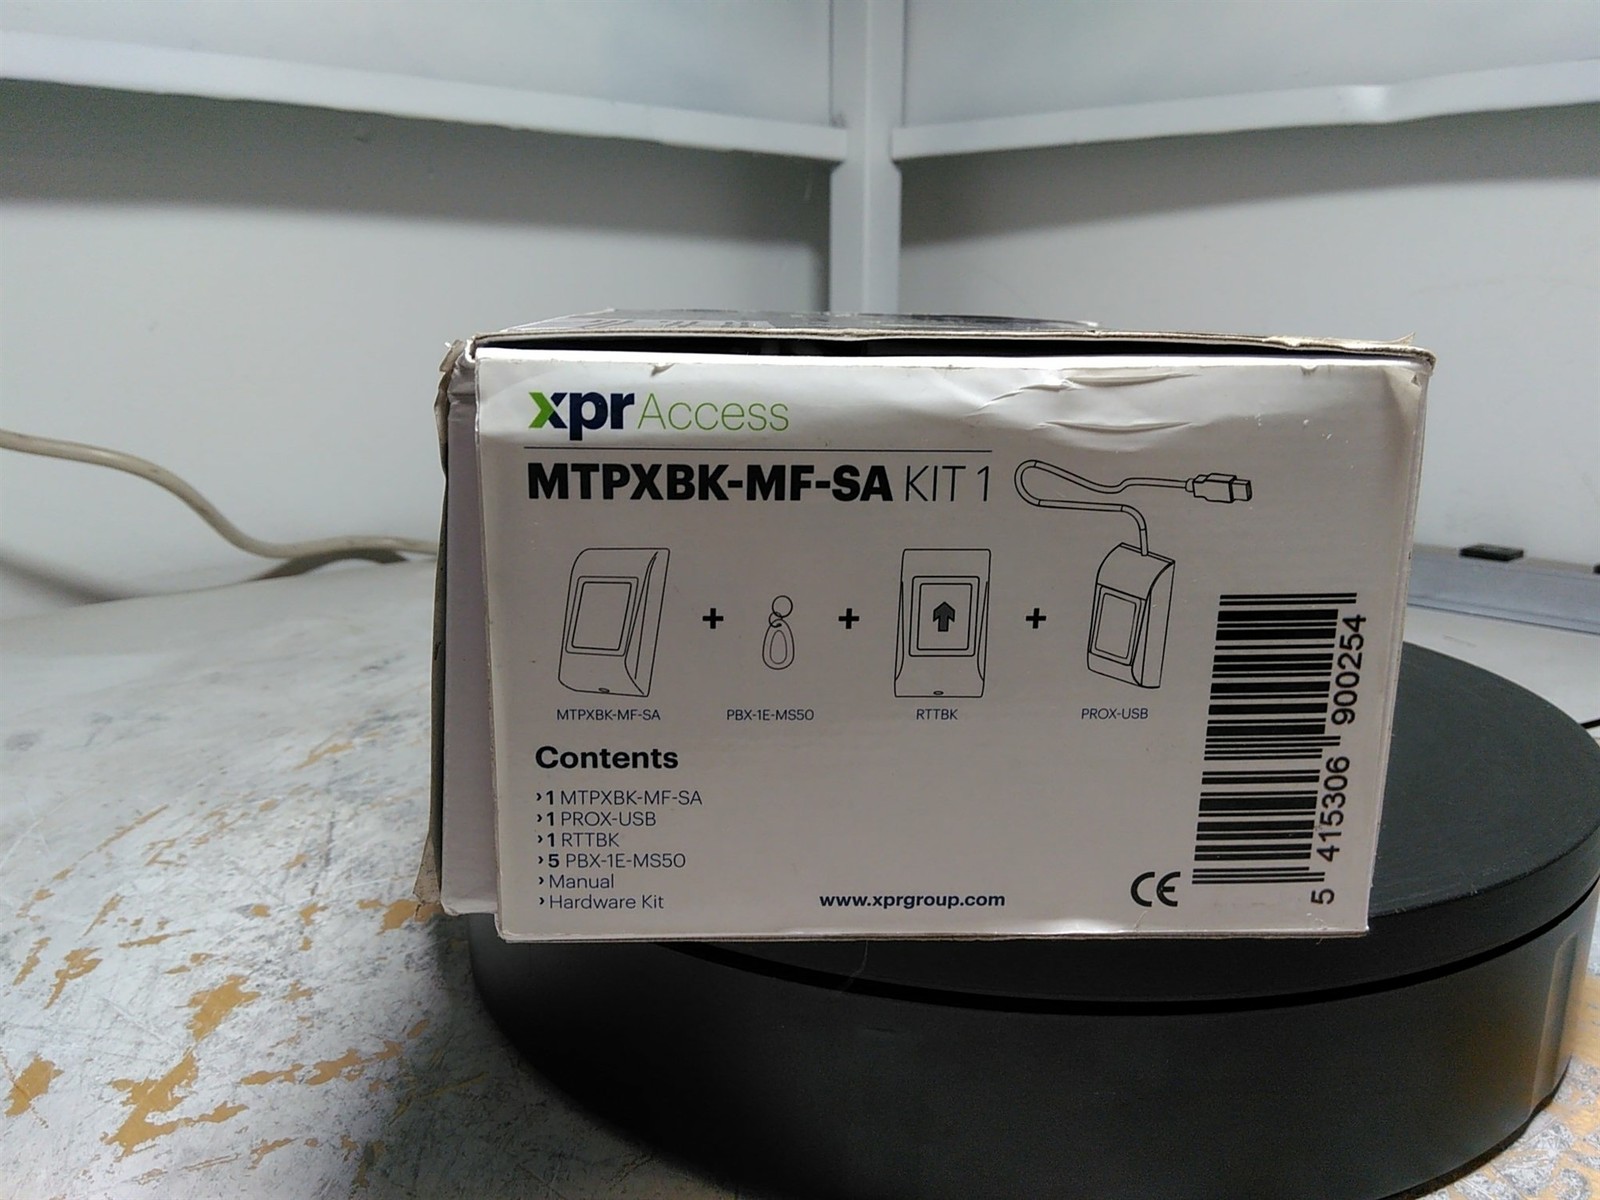 xpr Access
MTPXBK-MF-SA KIT 1
+ + +
MTPXBK-MF-SA PBX-1E-MS50 RTTBK PROX-USB
Contents
› 1 MTPXBK-MF-SA
› 1 PROX-USB
› 1 RTTBK
› 5 PBX-1E-MS50
› Manual
› Hardware Kit
www.xprgroup.com
CE
5 415306 900254